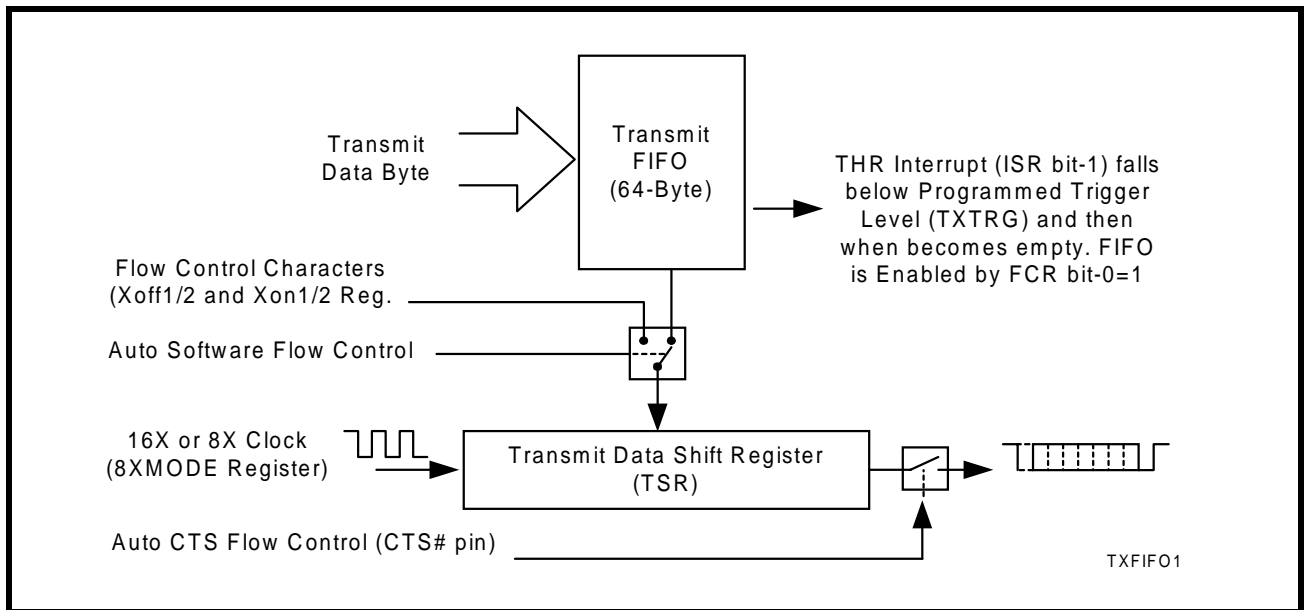 Transmit
Data Byte
Transmit
FIFO
(64-Byte)
THR Interrupt (ISR bit-1) falls
below Programmed Trigger
Level (TXTRG) and then
when becomes empty. FIFO
is Enabled by FCR bit-0=1
Flow Control Characters
(Xoff1/2 and Xon1/2 Reg.
Auto Software Flow Control
16X or 8X Clock
(8XMODE Register)
Transmit Data Shift Register
(TSR)
Auto CTS Flow Control (CTS# pin)
TXFIFO1